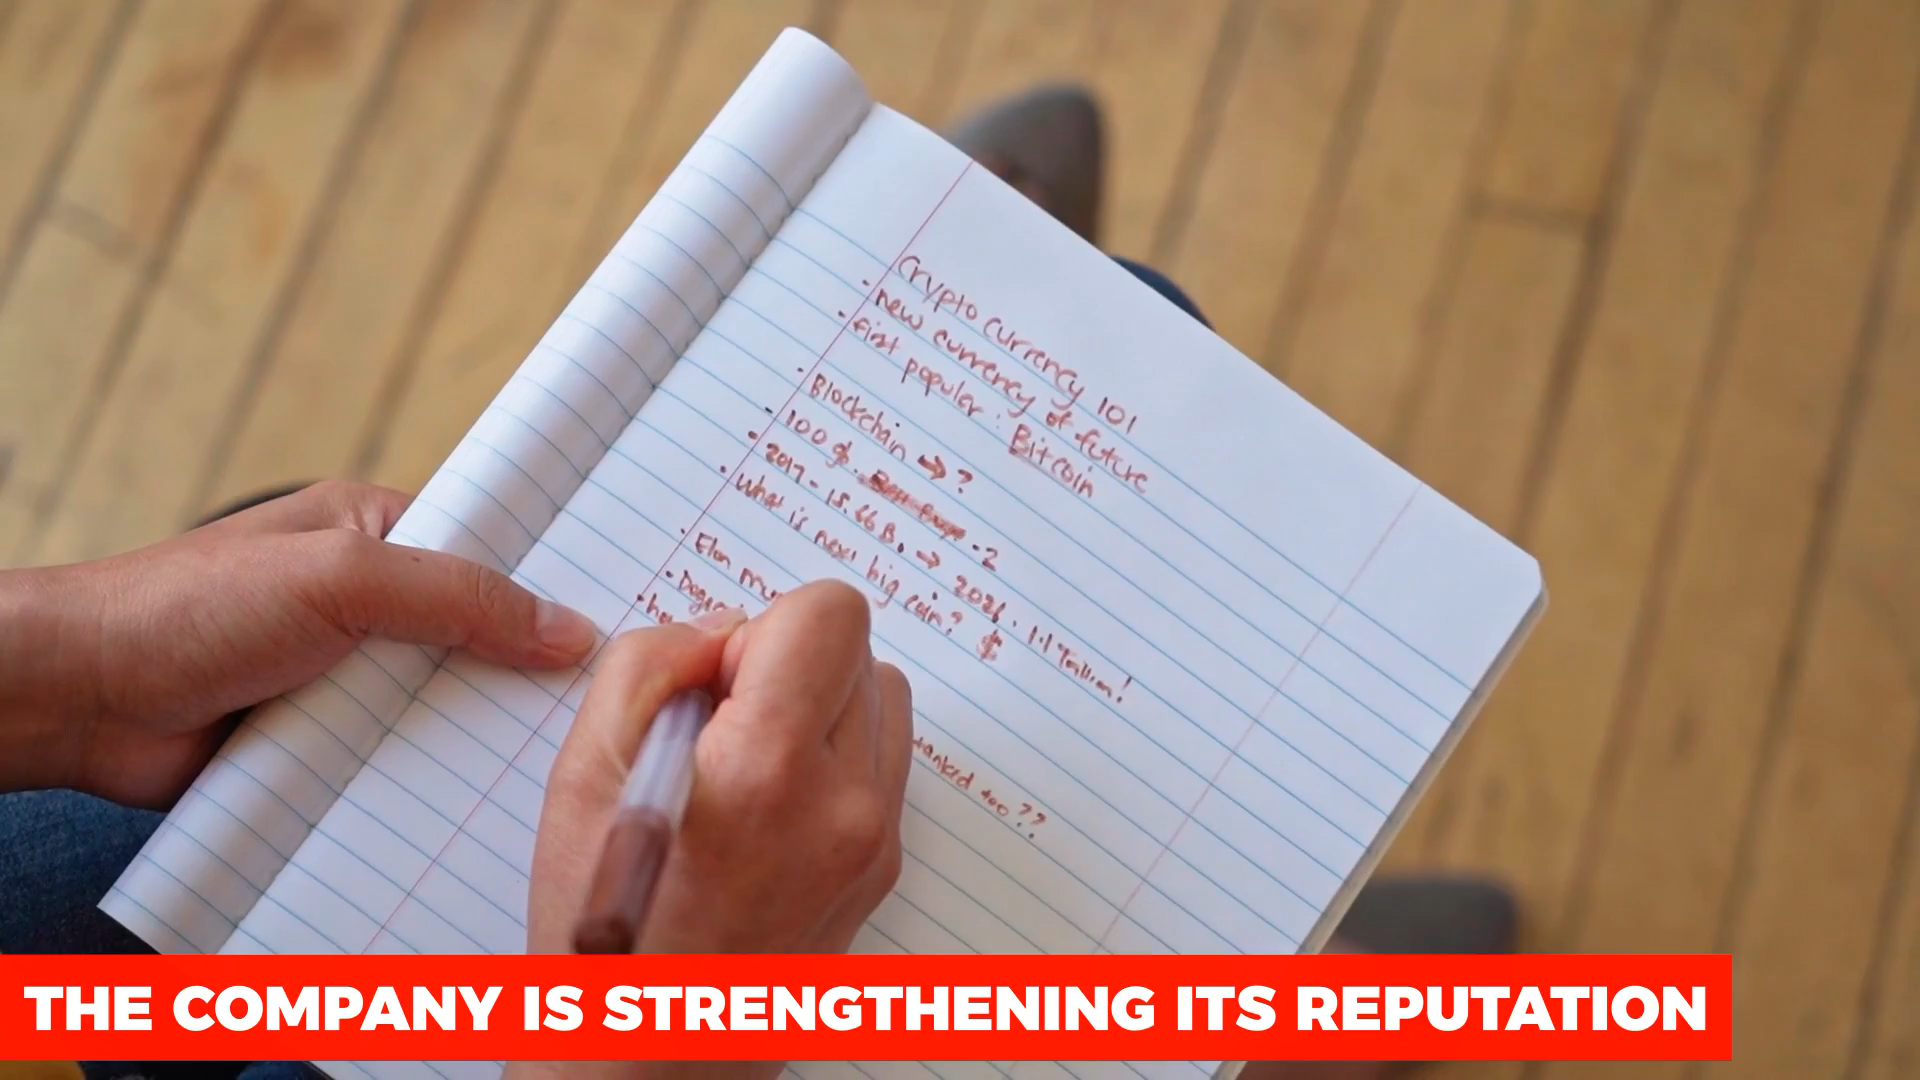 Crypto currency 101
- new currency of future
- first popular : Bitcoin
- Blockchain → ?
- 100 $. -2
- 2017 - 15.66 B. → 2021. 1.1 Trillion!
- What is next big coin? $
- Elon
-
-
tanked too ??
THE COMPANY IS STRENGTHENING ITS REPUTATION